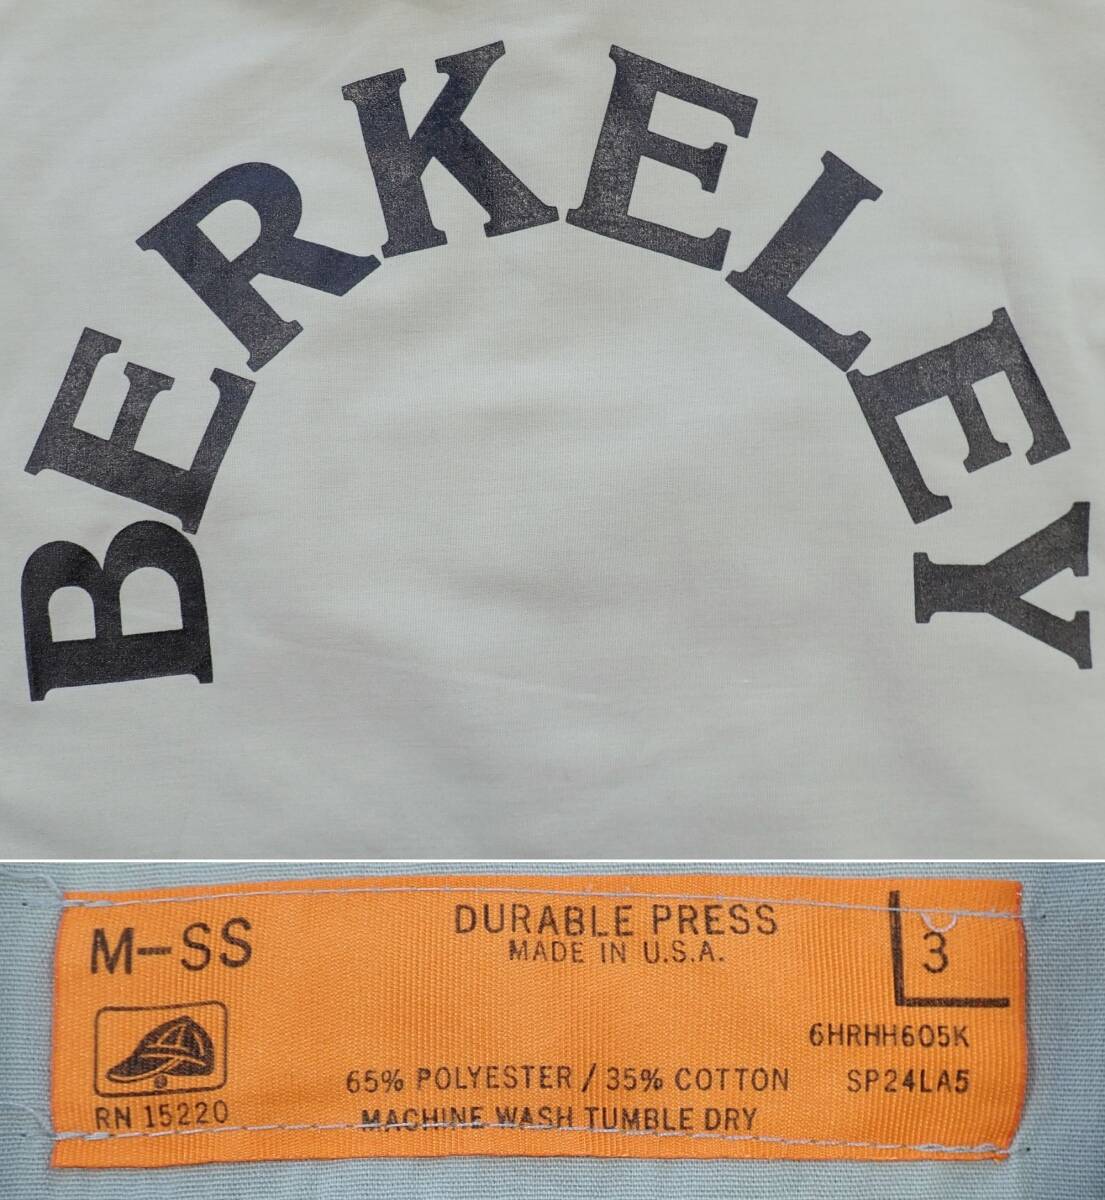 BERKELEY
M-SS
DURABLE PRESS
MADE IN U.S.A.
3
6HRHH605K
65% POLYESTER / 35% COTTON
SP24LA5
RN 15220
MACHINE WASH TUMBLE DRY